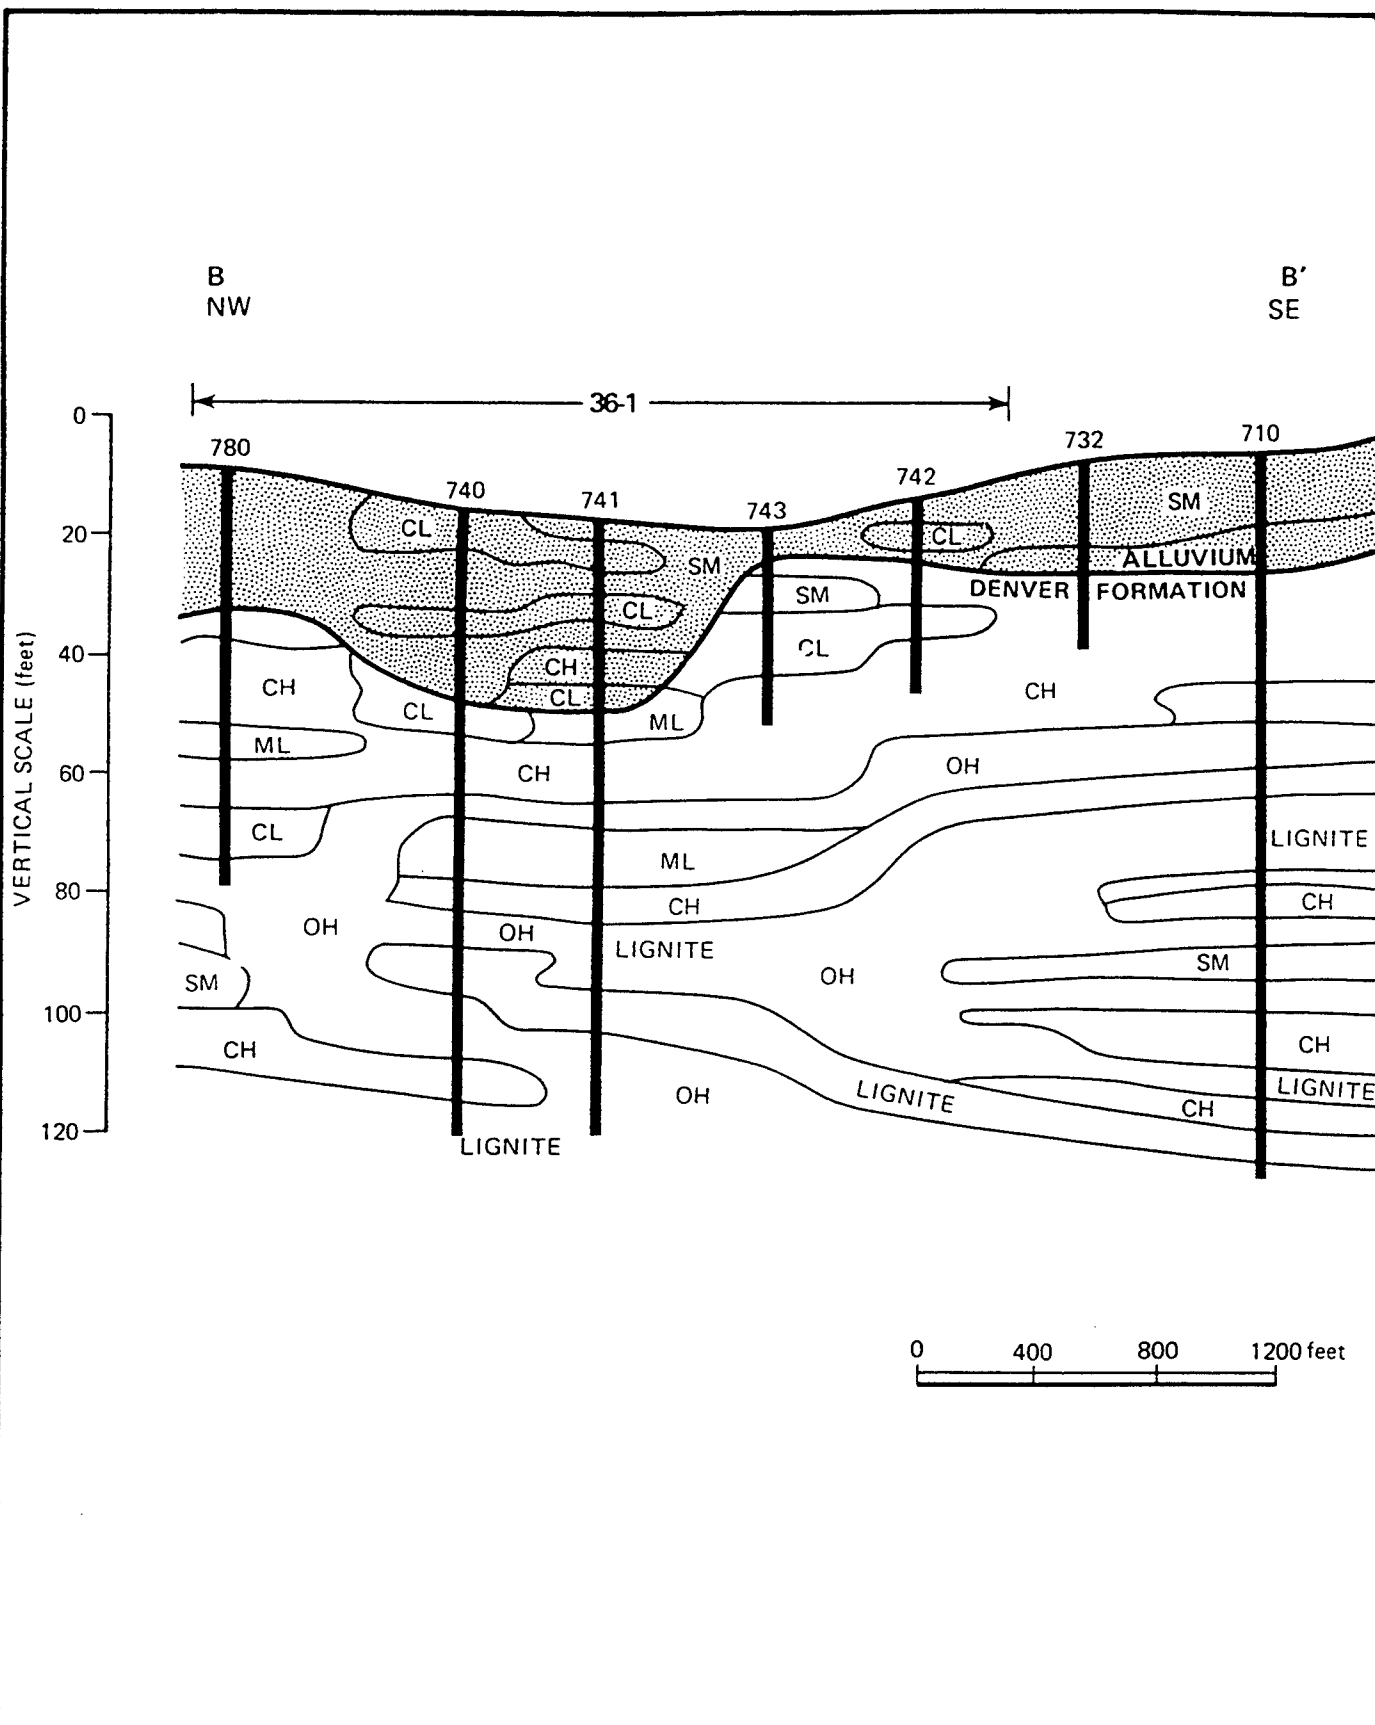 B
NW
B′
SE
36-1
0
20
40
60
80
100
120
VERTICAL SCALE (feet)
780
740
741
743
742
732
710
CL
SM
CL
SM
ALLUVIUM
DENVER FORMATION
SM
CL
CL
CH
CL
CH
CL
ML
CL
CH
ML
CH
OH
CL
LIGNITE
ML
CH
CH
OH
OH
LIGNITE
OH
SM
SM
CH
CH
LIGNITE
LIGNITE
OH
CH
LIGNITE
0 400 800 1200 feet